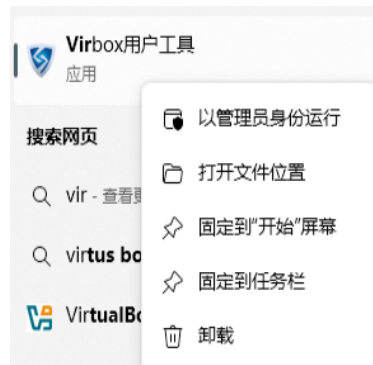 Virbox用户工具
应用
搜索网页
vir - 查看
virtus bo
VirtualBo
以管理员身份运行
打开文件位置
固定到"开始"屏幕
固定到任务栏
卸载